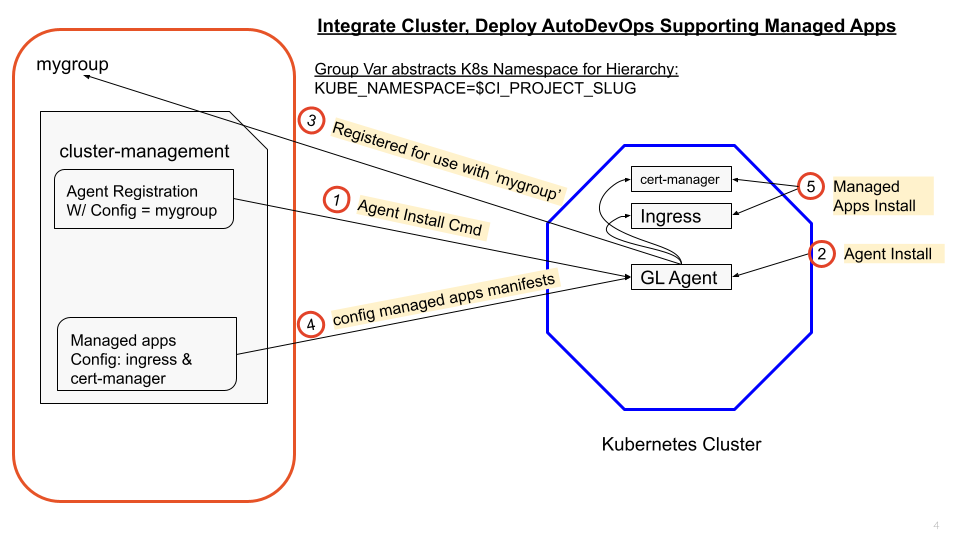 Integrate Cluster, Deploy AutoDevOps Supporting Managed Apps
Group Var abstracts K8s Namespace for Hierarchy:
KUBE_NAMESPACE=$CI_PROJECT_SLUG
mygroup
cluster-management
Agent Registration
W/ Config = mygroup
Managed apps
Config: ingress &
cert-manager
3
Registered for use with ‘mygroup’
1
Agent Install Cmd
4
config managed apps manifests
cert-manager
Ingress
GL Agent
5
Managed
Apps Install
2
Agent Install
Kubernetes Cluster
4